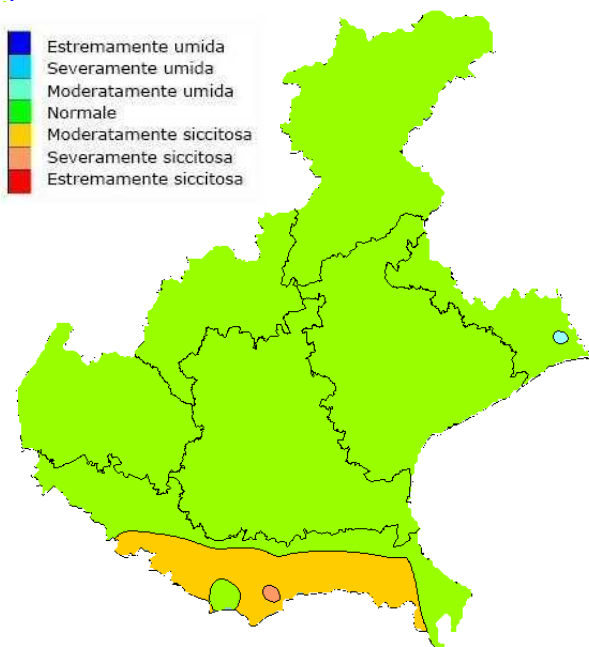 Estremamente umida
Severamente umida
Moderatamente umida
Normale
Moderatamente siccitosa
Severamente siccitosa
Estremamente siccitosa